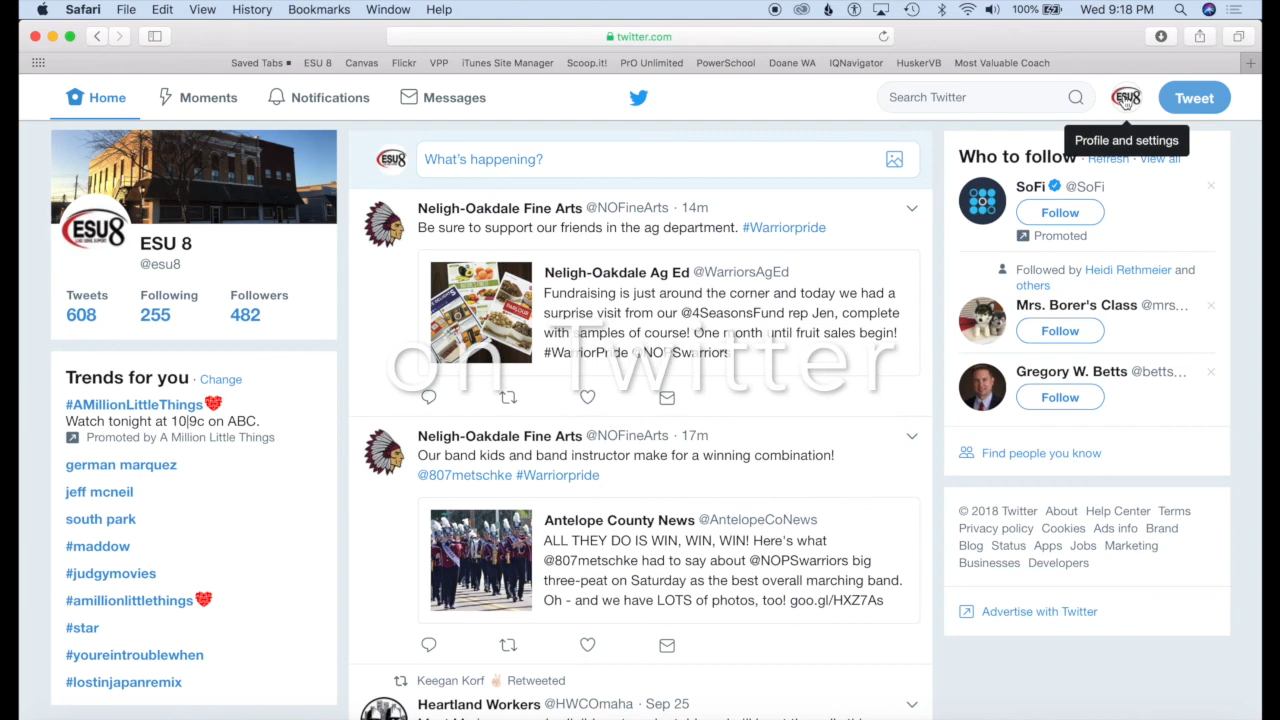 Safari File Edit View History Bookmarks Window Help 100% Wed 9:18 PM
twitter.com
Saved Tabs ESU 8 Canvas Flickr VPP iTunes Site Manager Scoop.it! PrO Unlimited PowerSchool Doane WA IQNavigator HuskerVB Most Valuable Coach
Home Moments Notifications Messages Search Twitter ESU8 Tweet
Profile and settings
ESU8
ESU 8
@esu8
Tweets Following Followers
608 255 482
Trends for you · Change
#AMillionLittleThings
Watch tonight at 10|9c on ABC.
Promoted by A Million Little Things
german marquez
jeff mcneil
south park
#maddow
#judgymovies
#amillionlittlethings
#star
#youreintroublewhen
#lostinjapanremix
ESU8 What's happening?
Neligh-Oakdale Fine Arts @NOFineArts · 14m
Be sure to support our friends in the ag department. #Warriorpride
Neligh-Oakdale Ag Ed @WarriorsAgEd
Fundraising is just around the corner and today we had a
surprise visit from our @4SeasonsFund rep Jen, complete
with samples of course! One month until fruit sales begin!
#WarriorPride @NOPSwarriors
on Twitter
Neligh-Oakdale Fine Arts @NOFineArts · 17m
Our band kids and band instructor make for a winning combination!
@807metschke #Warriorpride
Antelope County News @AntelopeCoNews
ALL THEY DO IS WIN, WIN, WIN! Here's what
@807metschke had to say about @NOPSwarriors big
three-peat on Saturday as the best overall marching band.
Oh - and we have LOTS of photos, too! goo.gl/HXZ7As
Keegan Korf Retweeted
Heartland Workers @HWCOmaha · Sep 25
Who to follow · Refresh · View all
SoFi @SoFi
Follow
Promoted
Followed by Heidi Rethmeier and
others
Mrs. Borer's Class @mrs...
Follow
Gregory W. Betts @betts...
Follow
Find people you know
© 2018 Twitter About Help Center Terms
Privacy policy Cookies Ads info Brand
Blog Status Apps Jobs Marketing
Businesses Developers
Advertise with Twitter